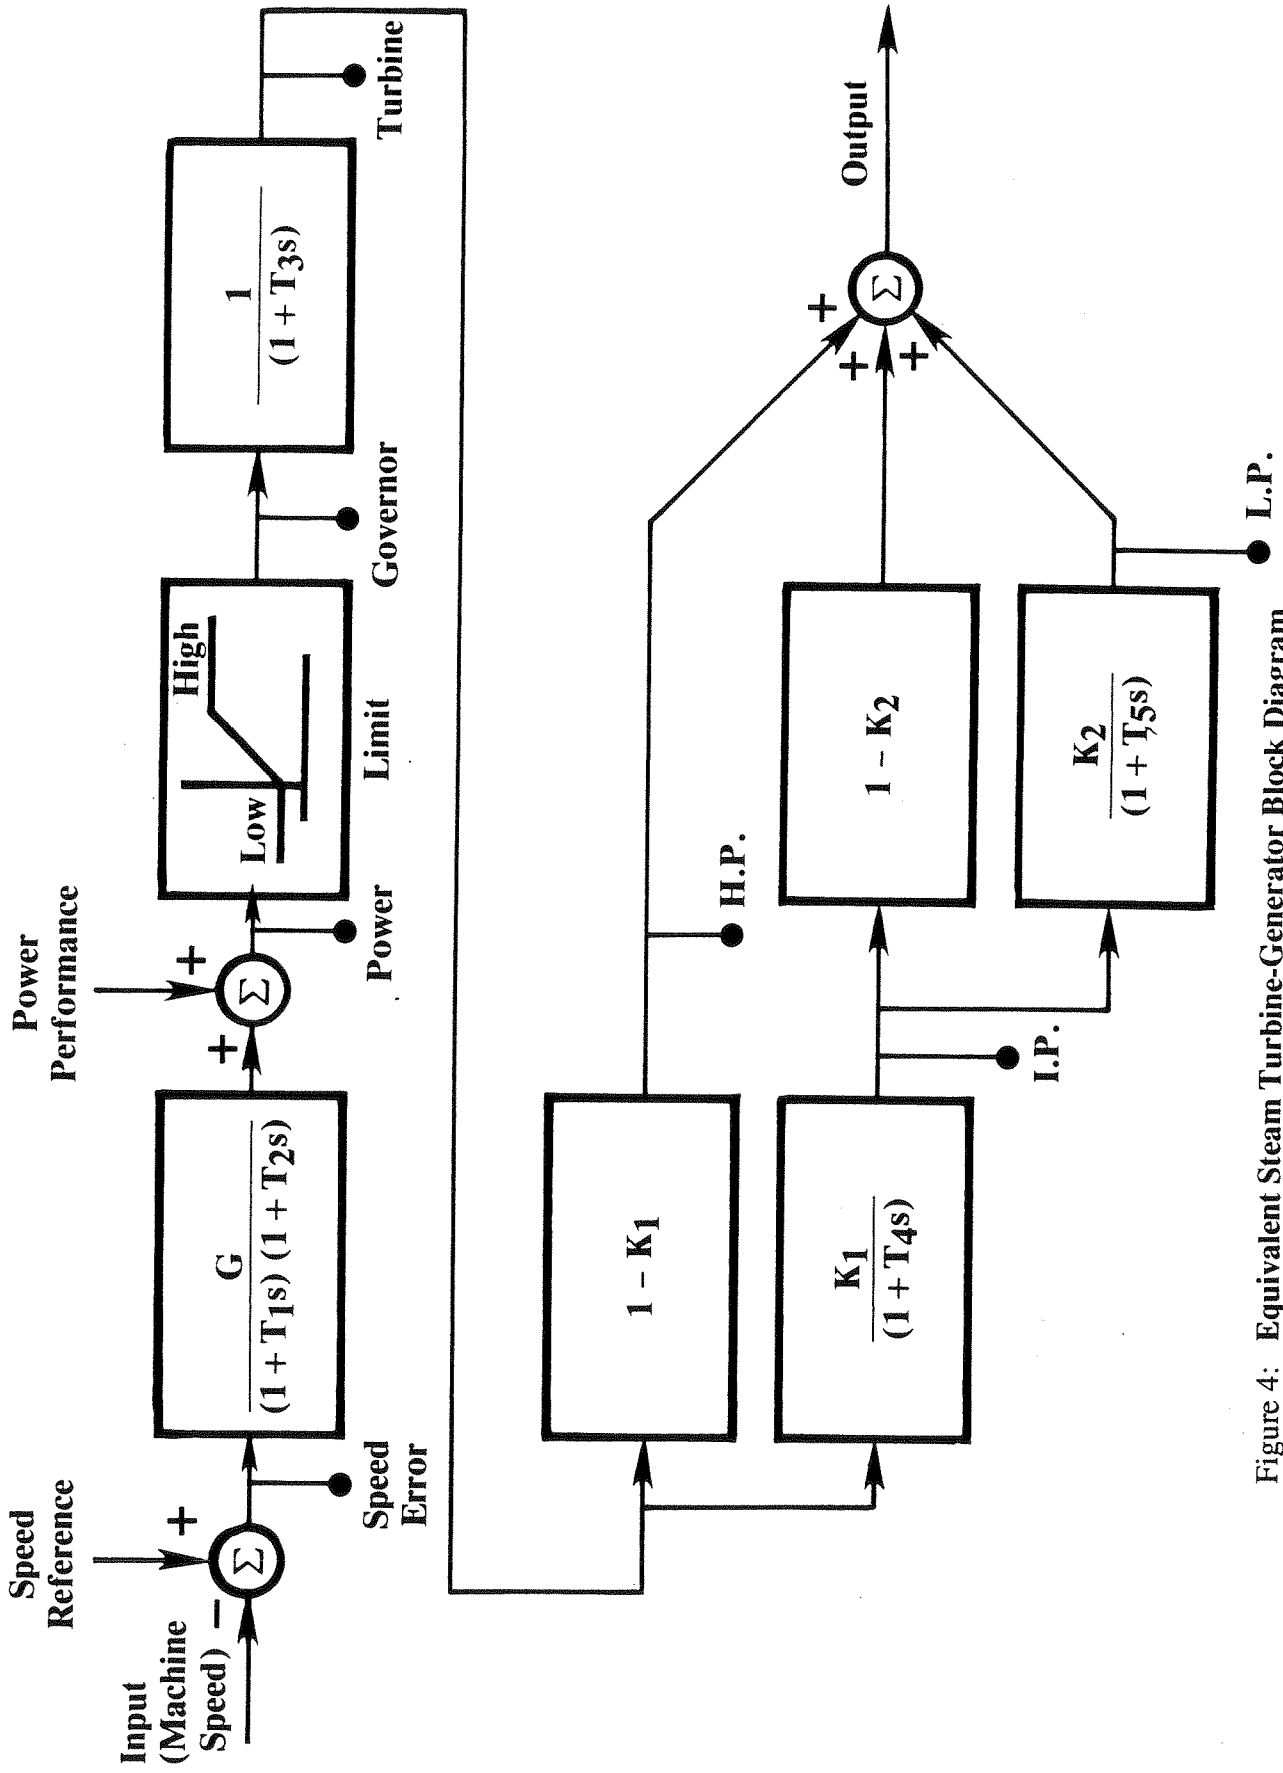 Speed
Reference
Input
(Machine
Speed)
−
+
Σ
Speed
Error
G
(1 + T1s) (1 + T2s)
Power
Performance
+
+
Σ
Power
Low
High
Limit
Governor
1
(1 + T3s)
Turbine
1 − K1
H.P.
K1
(1 + T4s)
I.P.
1 − K2
K2
(1 + T5s)
L.P.
+
+
+
Σ
Output
Figure 4: Equivalent Steam Turbine-Generator Block Diagram